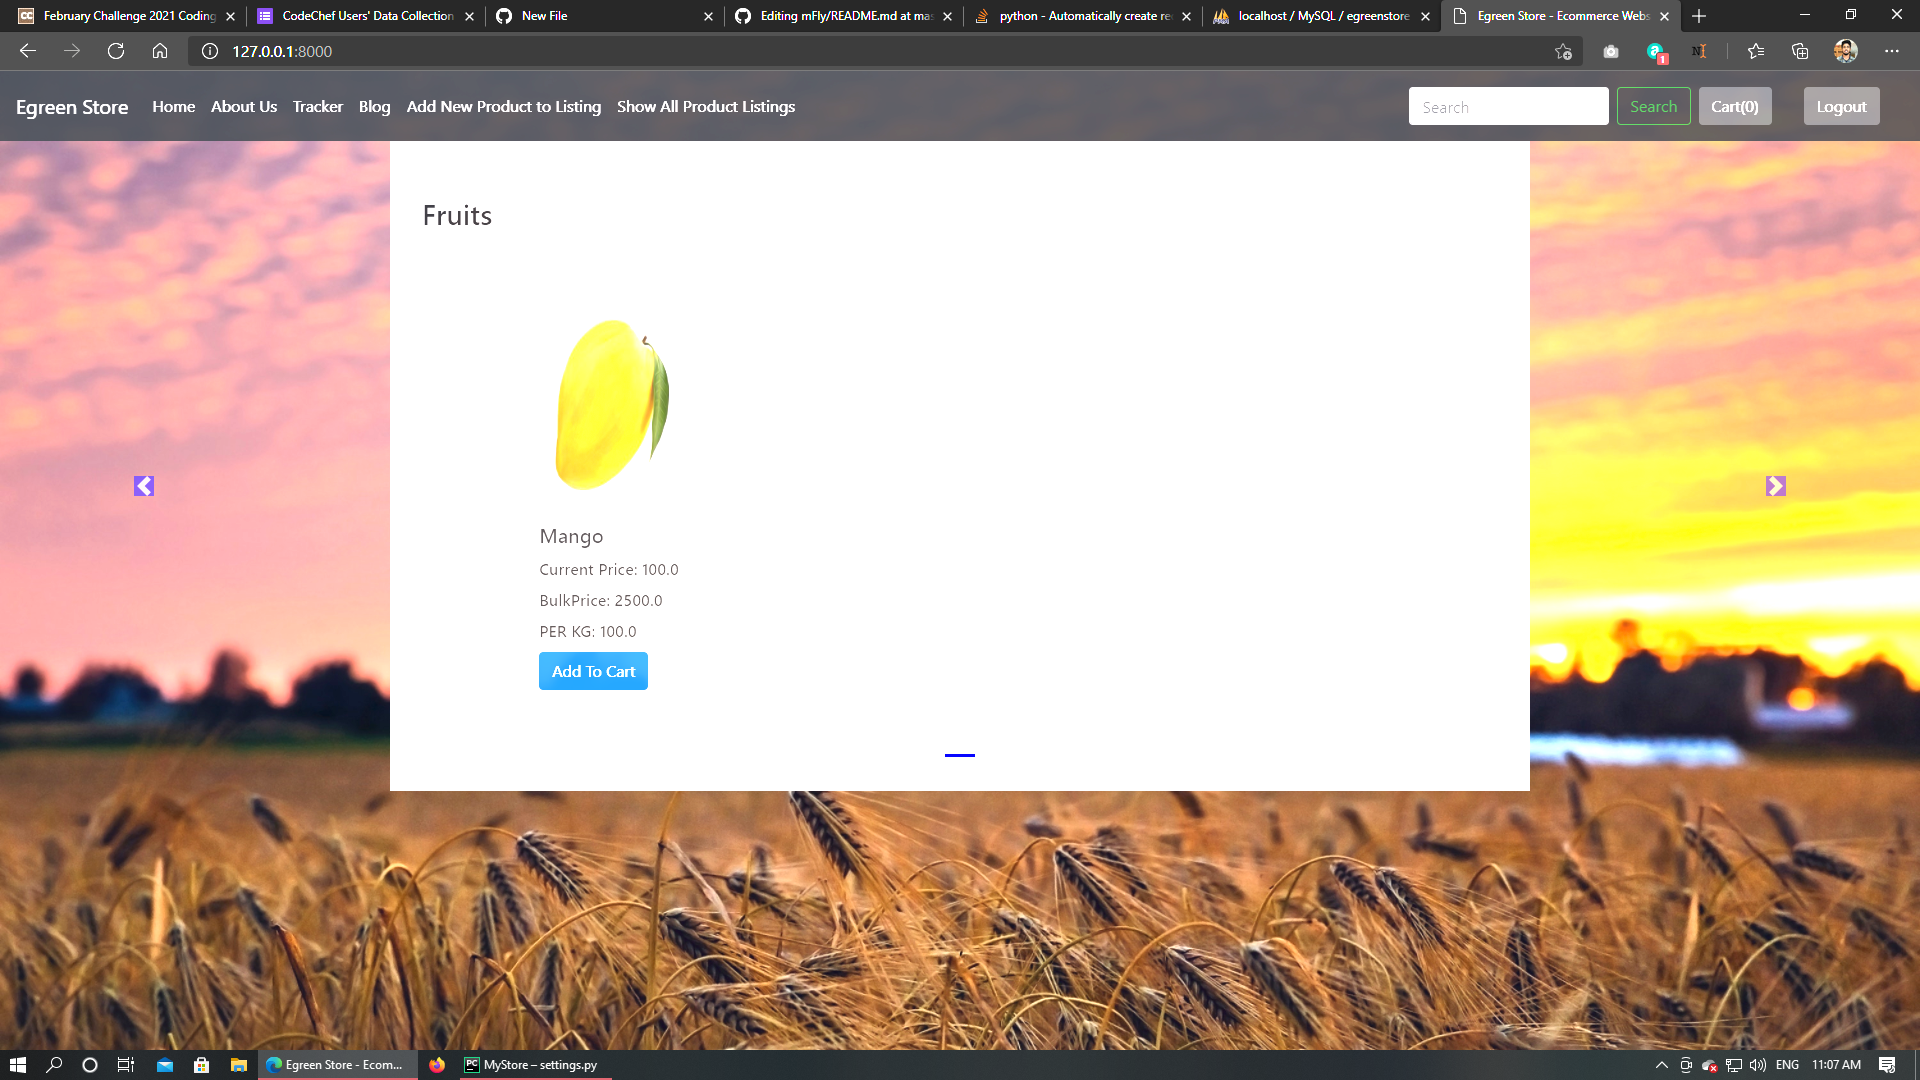 February Challenge 2021 Coding
CodeChef Users' Data Collection
New File
Editing mFly/README.md at mas
python - Automatically create re
localhost / MySQL / egreenstore
Egreen Store - Ecommerce Webs
127.0.0.1:8000
1
Egreen Store
Home
About Us
Tracker
Blog
Add New Product to Listing
Show All Product Listings
Search
Search
Cart(0)
Logout
Fruits
Mango
Current Price: 100.0
BulkPrice: 2500.0
PER KG: 100.0
Add To Cart
Egreen Store - Ecom...
MyStore – settings.py
ENG
11:07 AM